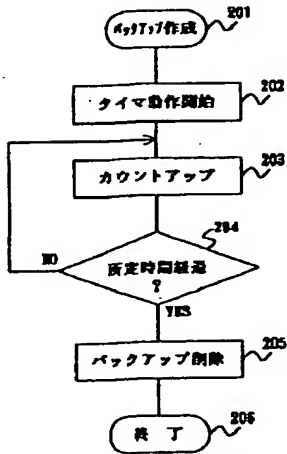 バックアップ作成
201
タイマ動作開始
202
カウントアップ
203
所定時間経過
?
204
NO
YES
バックアップ削除
205
終了
206